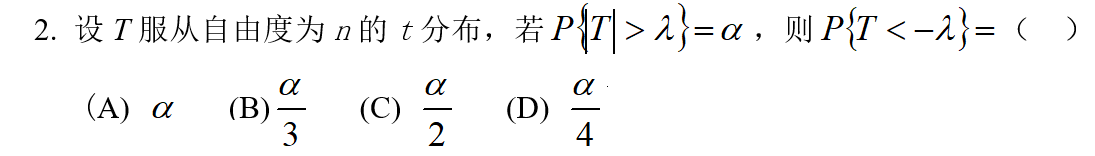 2. 设 T 服从自由度为 n 的 t 分布，若 P{|T| > λ} = α ，则 P{T < −λ} = （ ）
(A) α (B) α/3 (C) α/2 (D) α/4